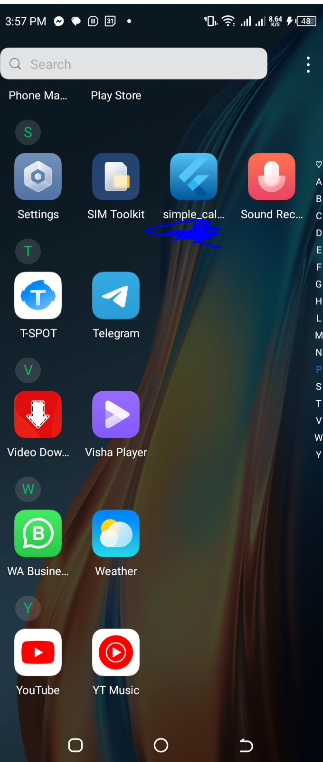 3:57 PM B 31 8.64 K/s 48
Search
Phone Ma... Play Store
S
Settings SIM Toolkit simple_cal... Sound Rec...
T
T-SPOT Telegram
V
Video Dow... Visha Player
W
WA Busine... Weather
Y
YouTube YT Music
A
B
C
D
E
F
G
H
L
M
N
P
S
T
V
W
Y